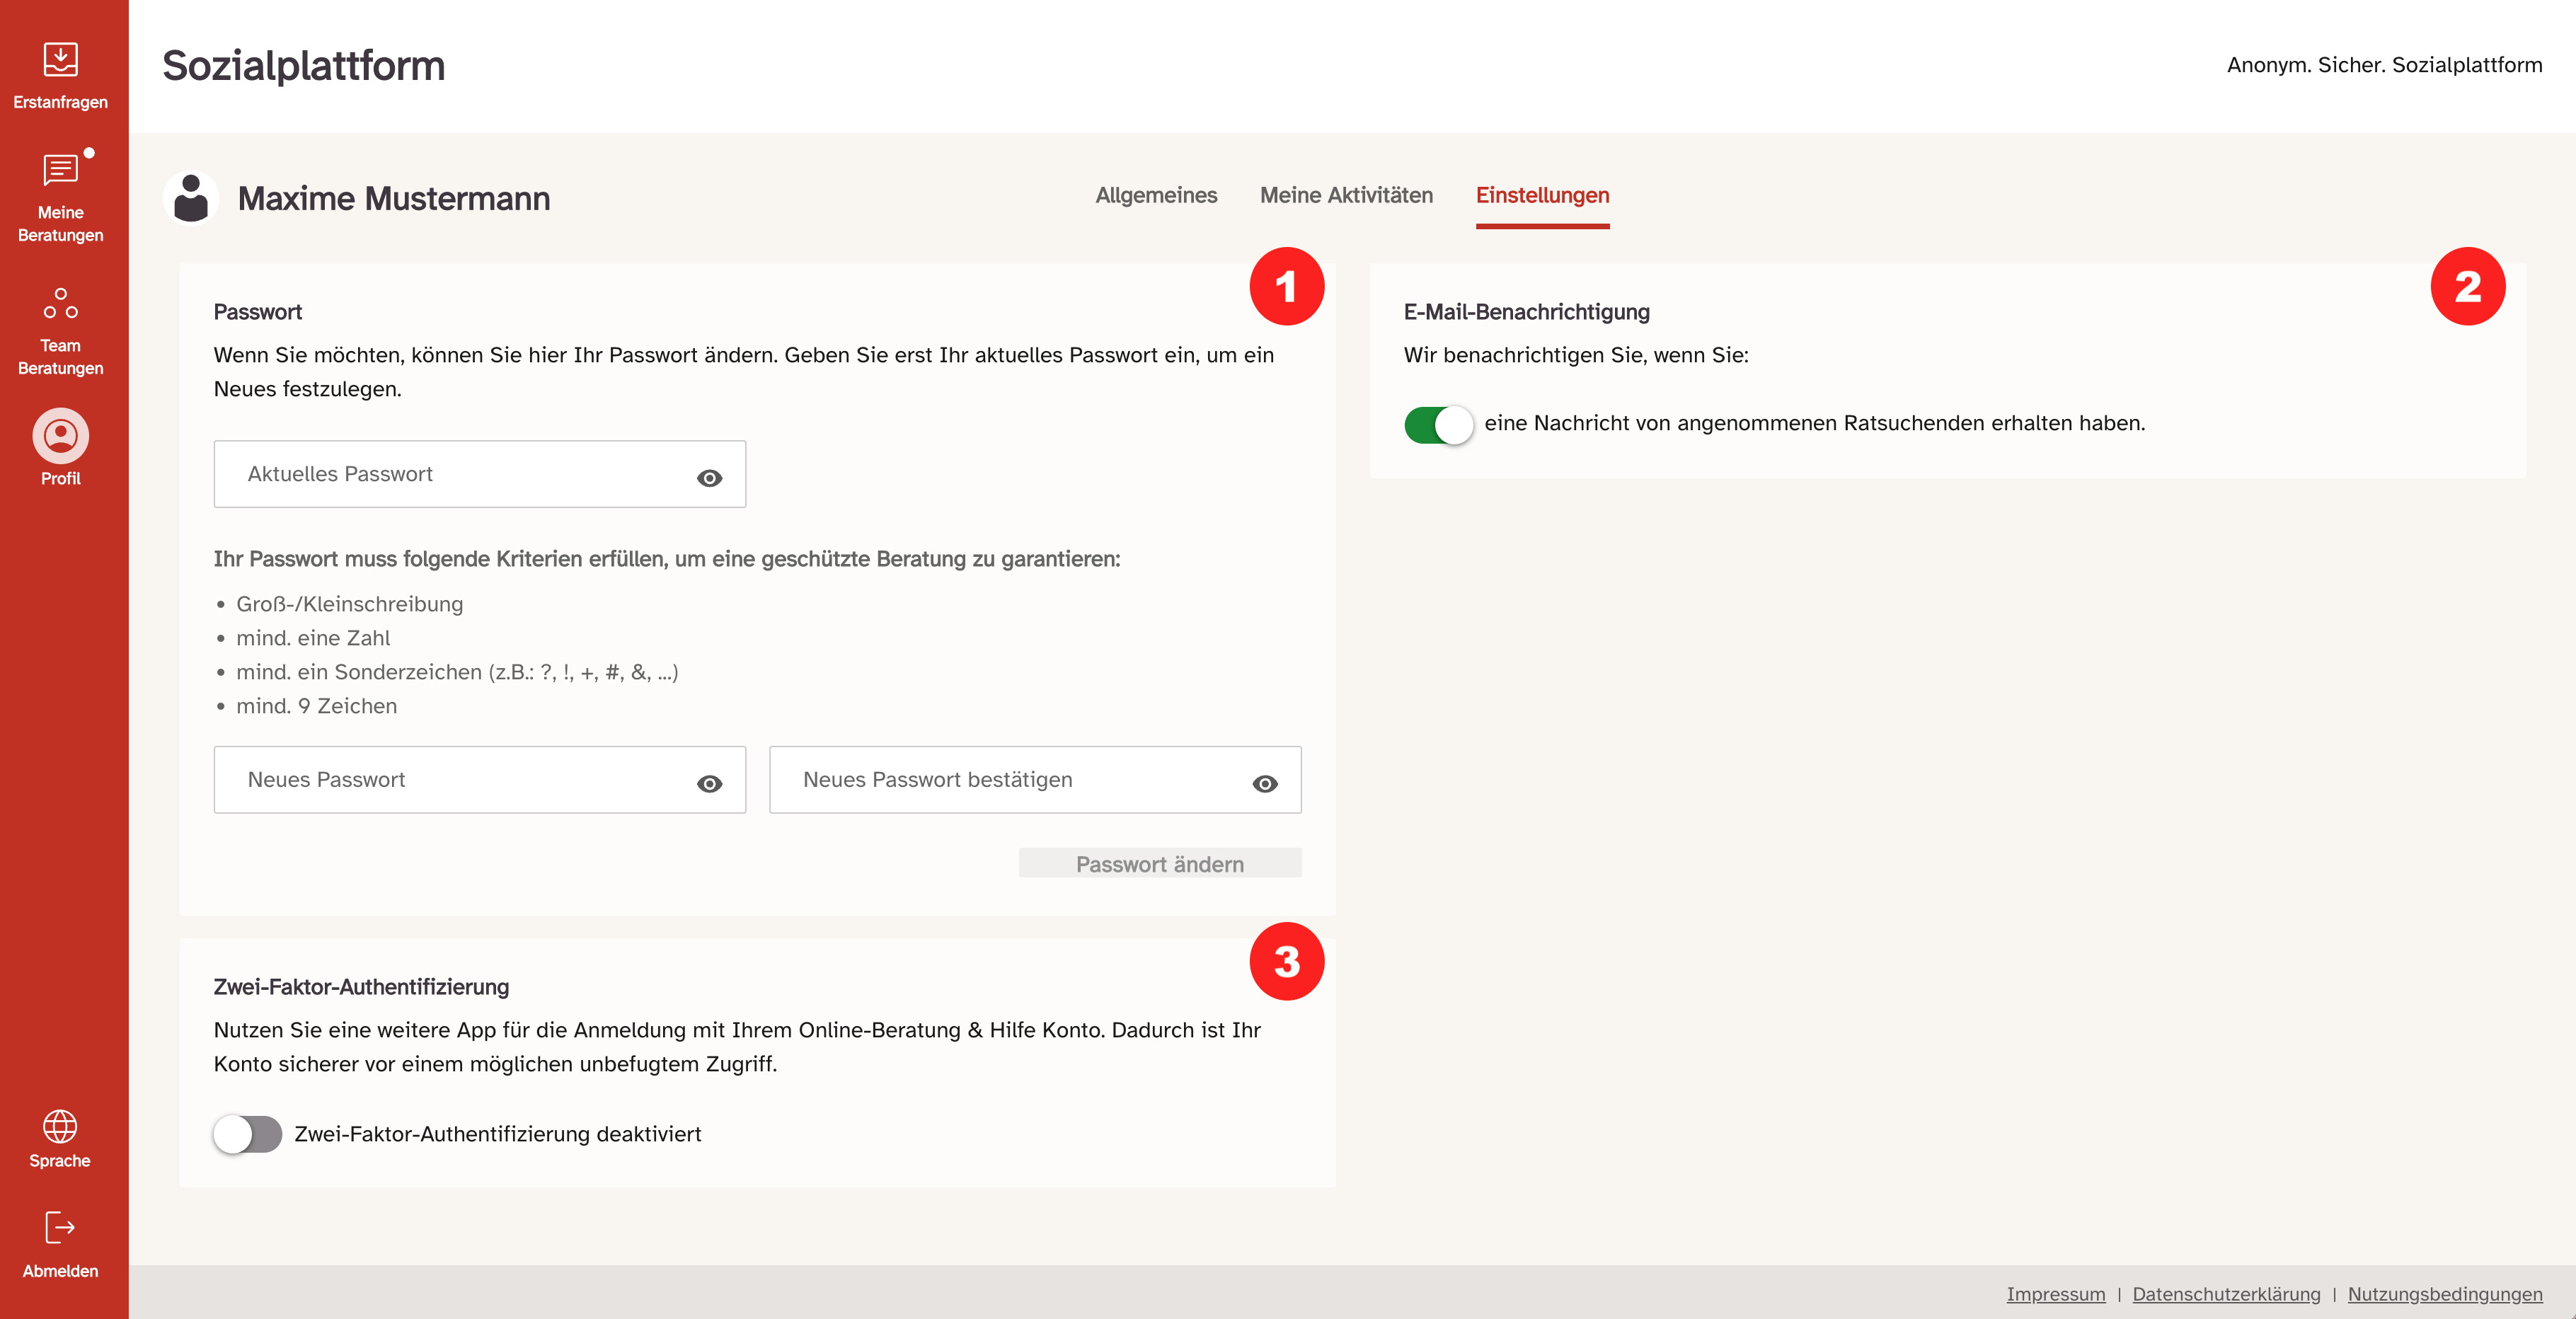 Erstanfragen
Meine
Beratungen
Team
Beratungen
Profil
Sprache
Abmelden
Sozialplattform
Anonym. Sicher. Sozialplattform
Maxime Mustermann
Allgemeines Meine Aktivitäten Einstellungen
1
Passwort
Wenn Sie möchten, können Sie hier Ihr Passwort ändern. Geben Sie erst Ihr aktuelles Passwort ein, um ein
Neues festzulegen.
Aktuelles Passwort
Ihr Passwort muss folgende Kriterien erfüllen, um eine geschützte Beratung zu garantieren:
• Groß-/Kleinschreibung
• mind. eine Zahl
• mind. ein Sonderzeichen (z.B.: ?, !, +, #, &, ...)
• mind. 9 Zeichen
Neues Passwort
Neues Passwort bestätigen
Passwort ändern
2
E-Mail-Benachrichtigung
Wir benachrichtigen Sie, wenn Sie:
eine Nachricht von angenommenen Ratsuchenden erhalten haben.
3
Zwei-Faktor-Authentifizierung
Nutzen Sie eine weitere App für die Anmeldung mit Ihrem Online-Beratung & Hilfe Konto. Dadurch ist Ihr
Konto sicherer vor einem möglichen unbefugtem Zugriff.
Zwei-Faktor-Authentifizierung deaktiviert
Impressum | Datenschutzerklärung | Nutzungsbedingungen